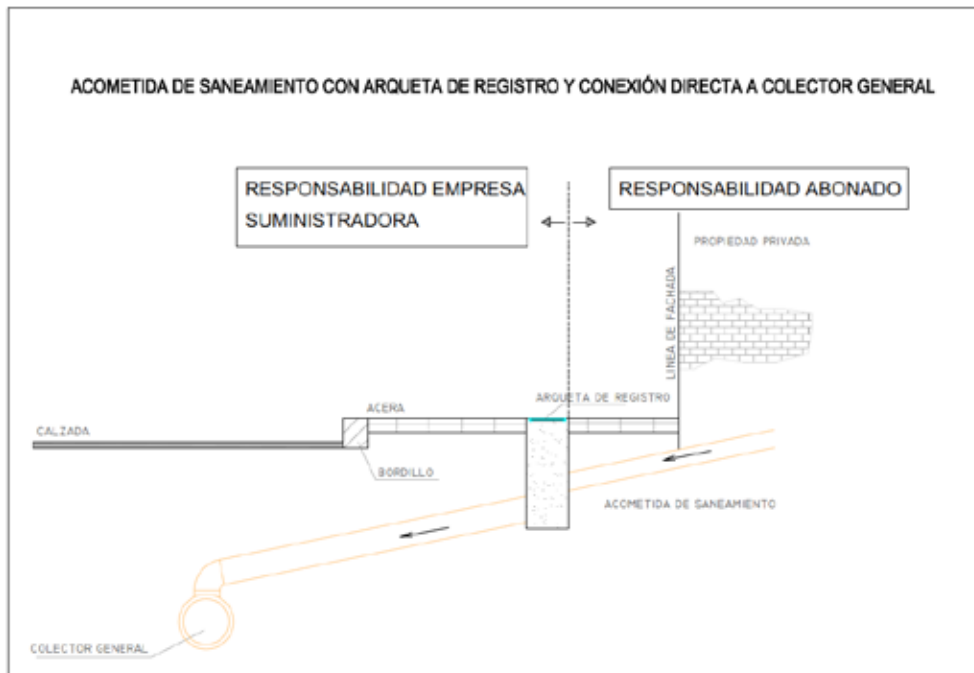 ACOMETIDA DE SANEAMIENTO CON ARQUETA DE REGISTRO Y CONEXIÓN DIRECTA A COLECTOR GENERAL
RESPONSABILIDAD EMPRESA
SUMINISTRADORA
RESPONSABILIDAD ABONADO
PROPIEDAD PRIVADA
LINEA DE FACHADA
ARQUETA DE REGISTRO
ACERA
CALZADA
BORDILLO
ACOMETIDA DE SANEAMIENTO
COLECTOR GENERAL